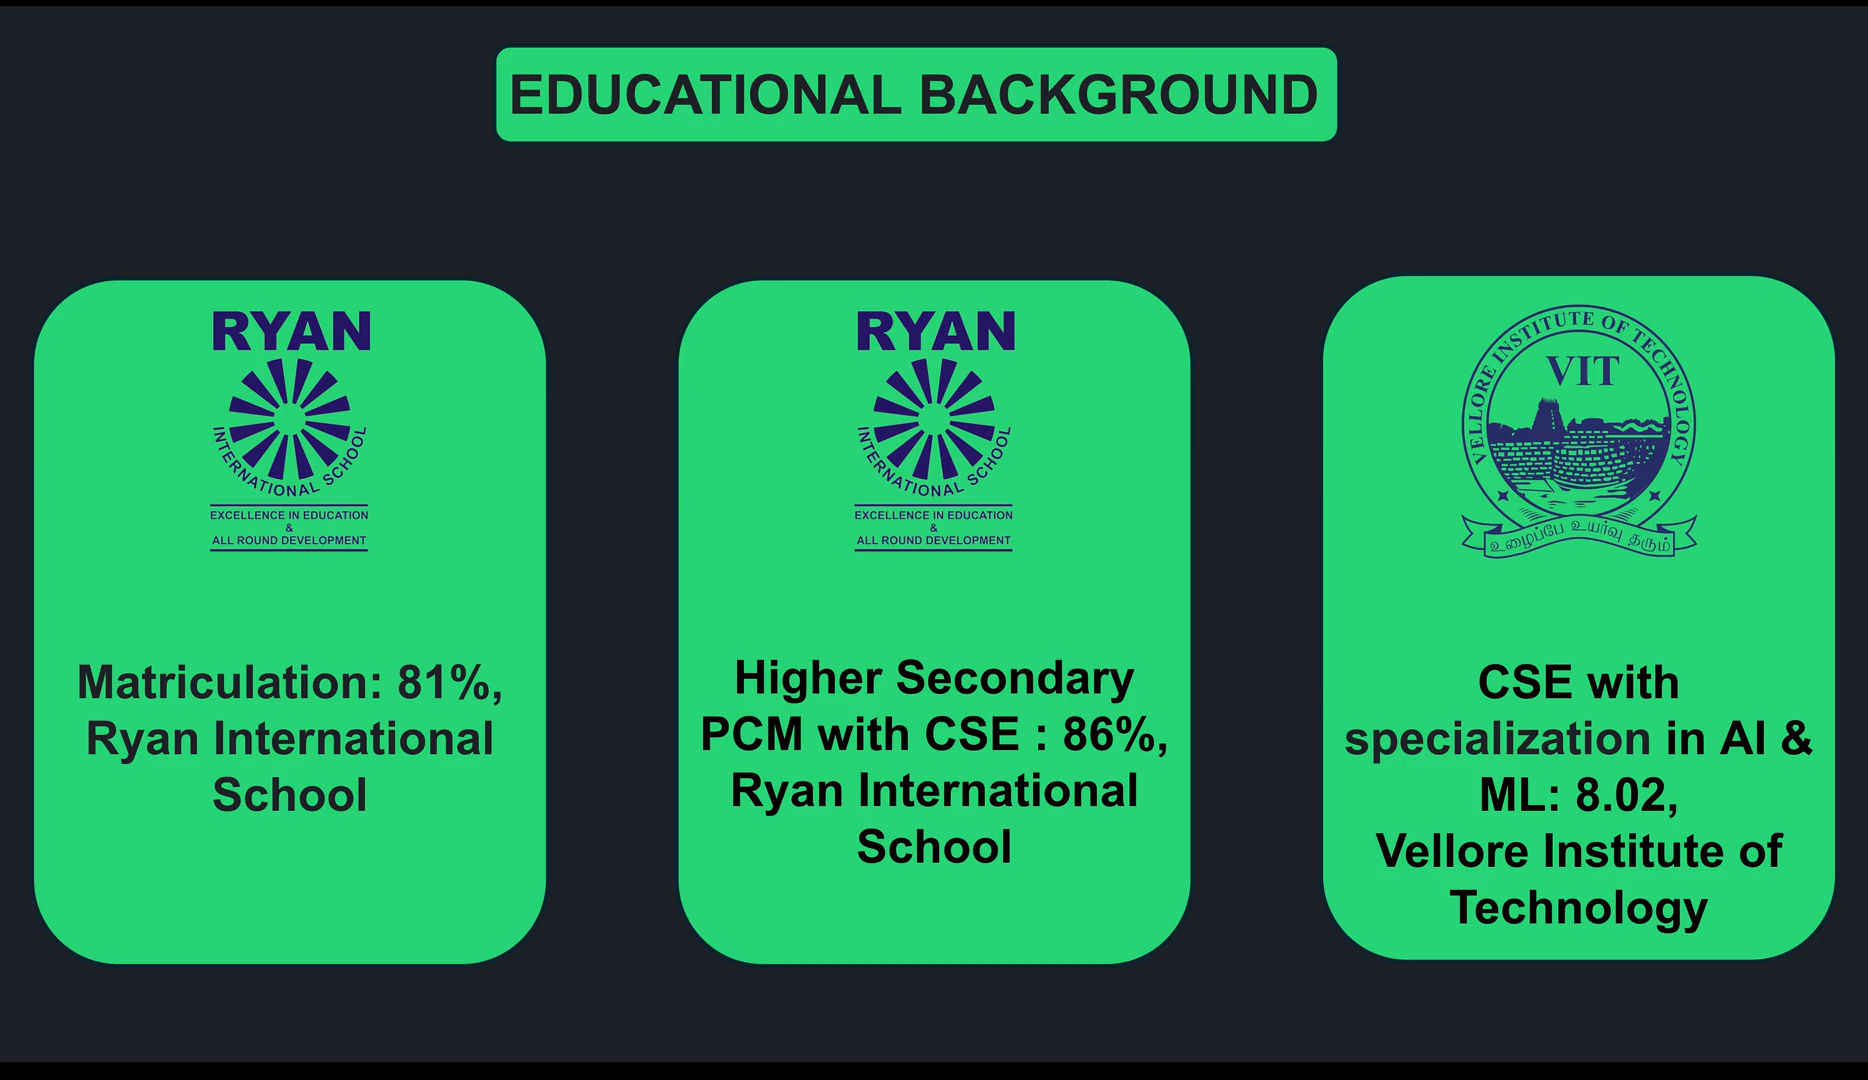 EDUCATIONAL BACKGROUND
RYAN
INTERNATIONAL SCHOOL
EXCELLENCE IN EDUCATION
&
ALL ROUND DEVELOPMENT
Matriculation: 81%,
Ryan International
School
RYAN
INTERNATIONAL SCHOOL
EXCELLENCE IN EDUCATION
&
ALL ROUND DEVELOPMENT
Higher Secondary
PCM with CSE : 86%,
Ryan International
School
VELLORE INSTITUTE OF TECHNOLOGY
VIT
உழைப்பே உயர்வு தரும்
CSE with
specialization in AI &
ML: 8.02,
Vellore Institute of
Technology